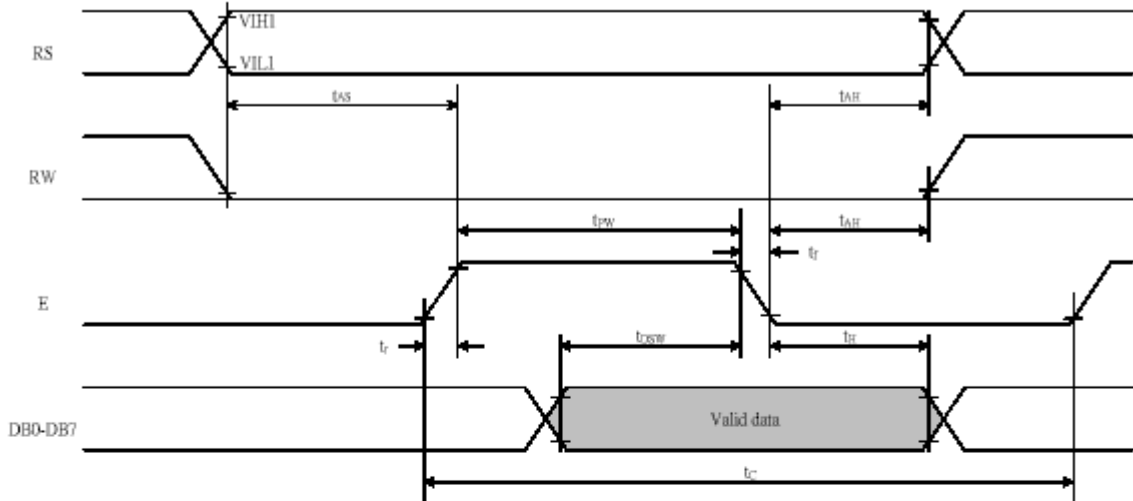 RS
VIH1
VIL1
tAS
tAH
RW
tPW
tAH
tf
E
tr
tDSW
tH
DB0-DB7
Valid data
tC